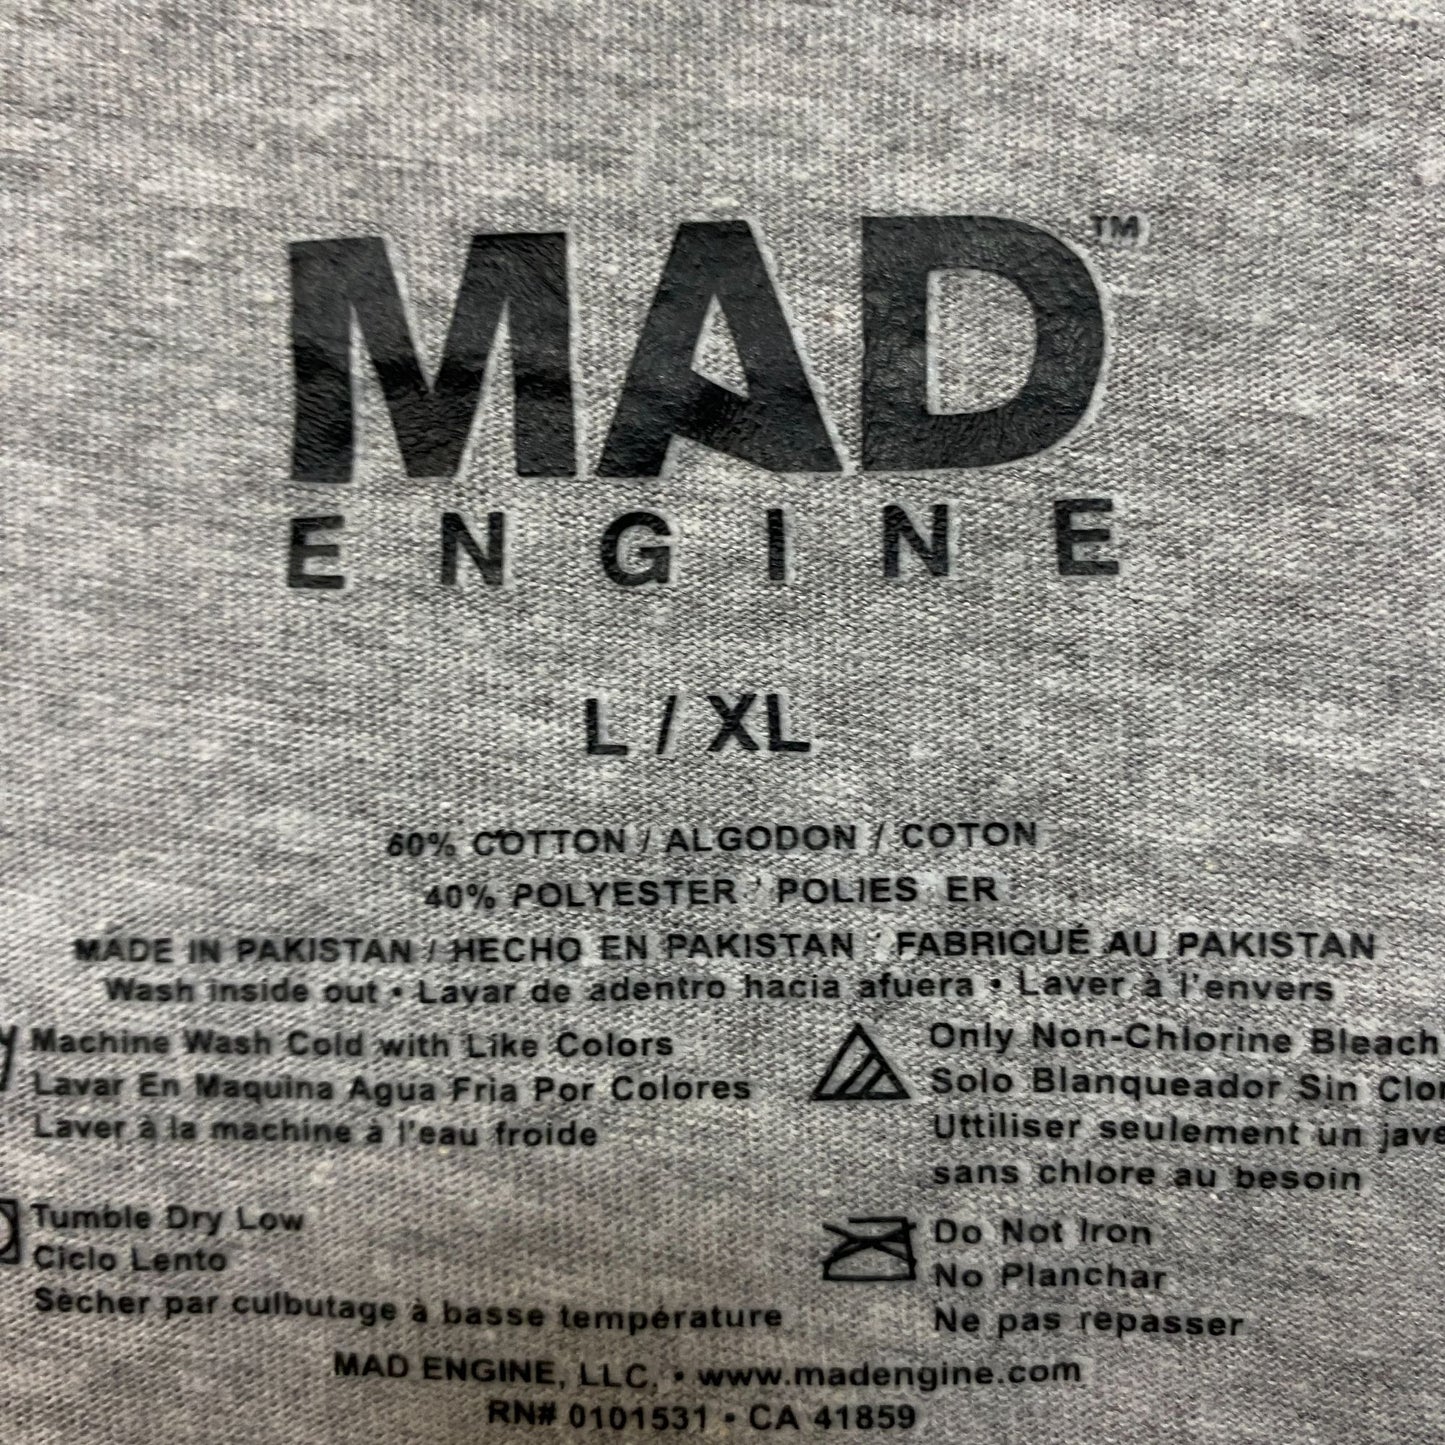 MAD™
ENGINE
L / XL
60% COTTON / ALGODON / COTON
40% POLYESTER / POLIES ER
MADE IN PAKISTAN / HECHO EN PAKISTAN / FABRIQUÉ AU PAKISTAN
Wash inside out • Lavar de adentro hacia afuera • Laver à l'envers
Machine Wash Cold with Like Colors
Lavar En Maquina Agua Fria Por Colores
Laver à la machine à l'eau froide
Only Non-Chlorine Bleach
Solo Blanqueador Sin Clo
Uttiliser seulement un jave
sans chlore au besoin
Tumble Dry Low
Ciclo Lento
Sècher par culbutage à basse température
Do Not Iron
No Planchar
Ne pas repasser
MAD ENGINE, LLC. • www.madengine.com
RN# 0101531 • CA 41859